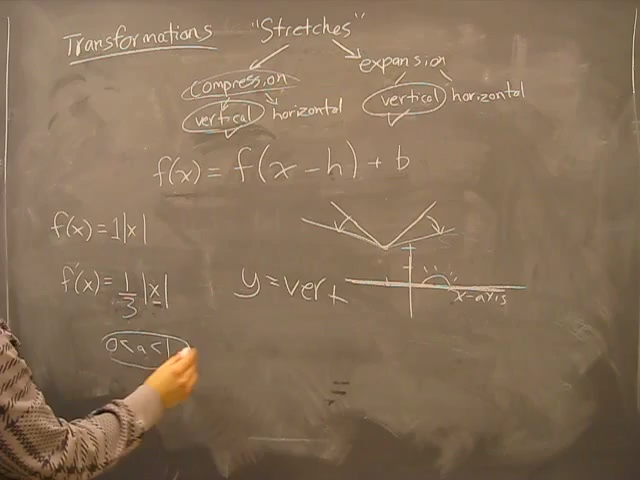 Transformations "Stretches"
compression expansion
vertical horizontal vertical horizontal
f(x) = f(x - h) + b
f(x) = 1|x|
f'(x) = 1/3 |x|
y = vert
x-axis
0 < a < 1